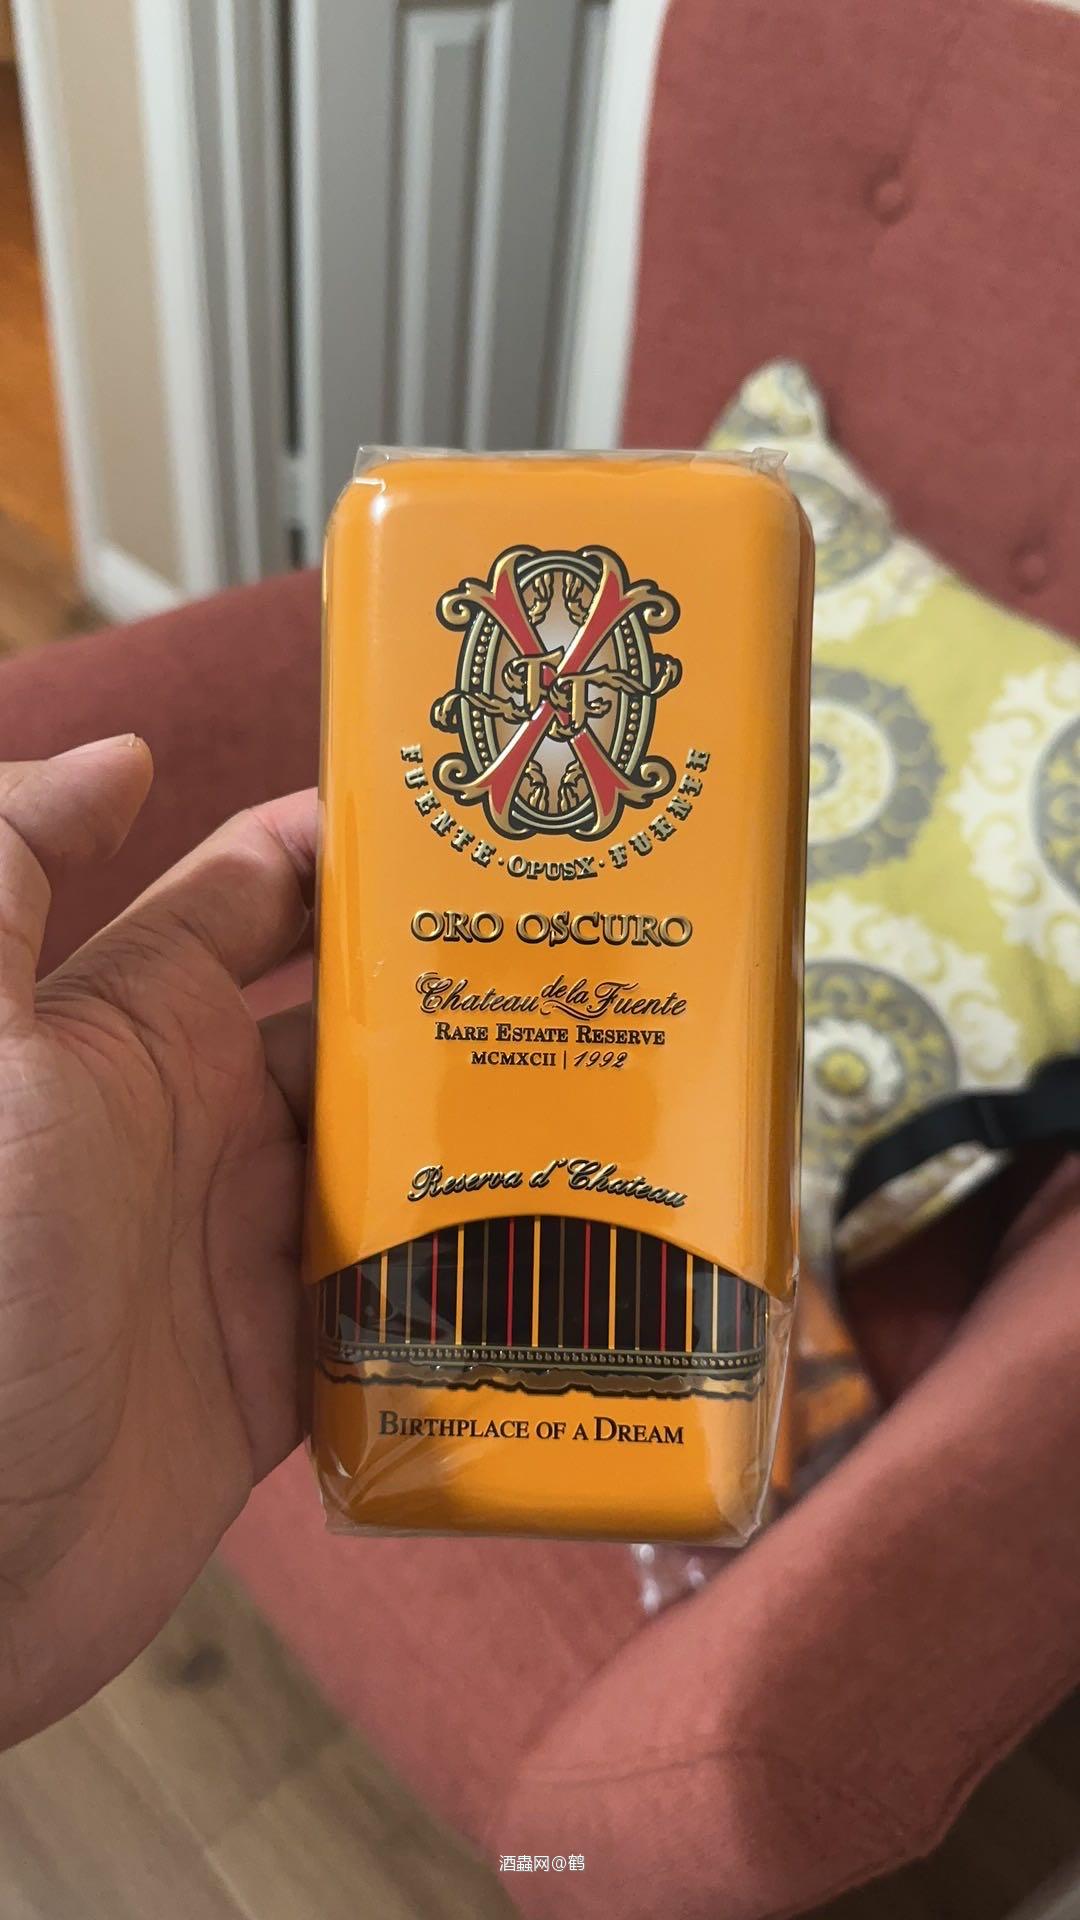 FUENTE · OPUSX · FUENTE
ORO OSCURO
Chateau de la Fuente
RARE ESTATE RESERVE
MCMXCII | 1992
Reserva d' Chateau
BIRTHPLACE OF A DREAM
酒蟲网@鹤